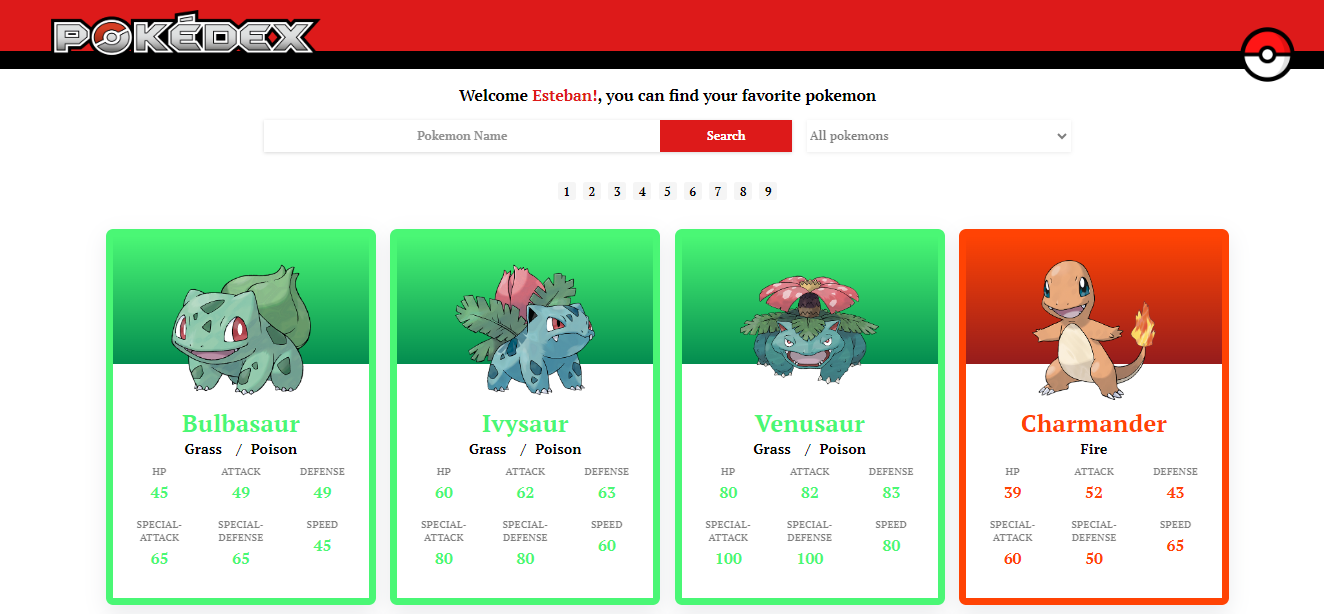 POKÉDEX
Welcome Esteban!, you can find your favorite pokemon
Pokemon Name
Search
All pokemons
1 2 3 4 5 6 7 8 9
Bulbasaur
Grass / Poison
HP ATTACK DEFENSE
45 49 49
SPECIAL- SPECIAL- SPEED
ATTACK DEFENSE
45
65 65
Ivysaur
Grass / Poison
HP ATTACK DEFENSE
60 62 63
SPECIAL- SPECIAL- SPEED
ATTACK DEFENSE
60
80 80
Venusaur
Grass / Poison
HP ATTACK DEFENSE
80 82 83
SPECIAL- SPECIAL- SPEED
ATTACK DEFENSE
80
100 100
Charmander
Fire
HP ATTACK DEFENSE
39 52 43
SPECIAL- SPECIAL- SPEED
ATTACK DEFENSE
65
60 50